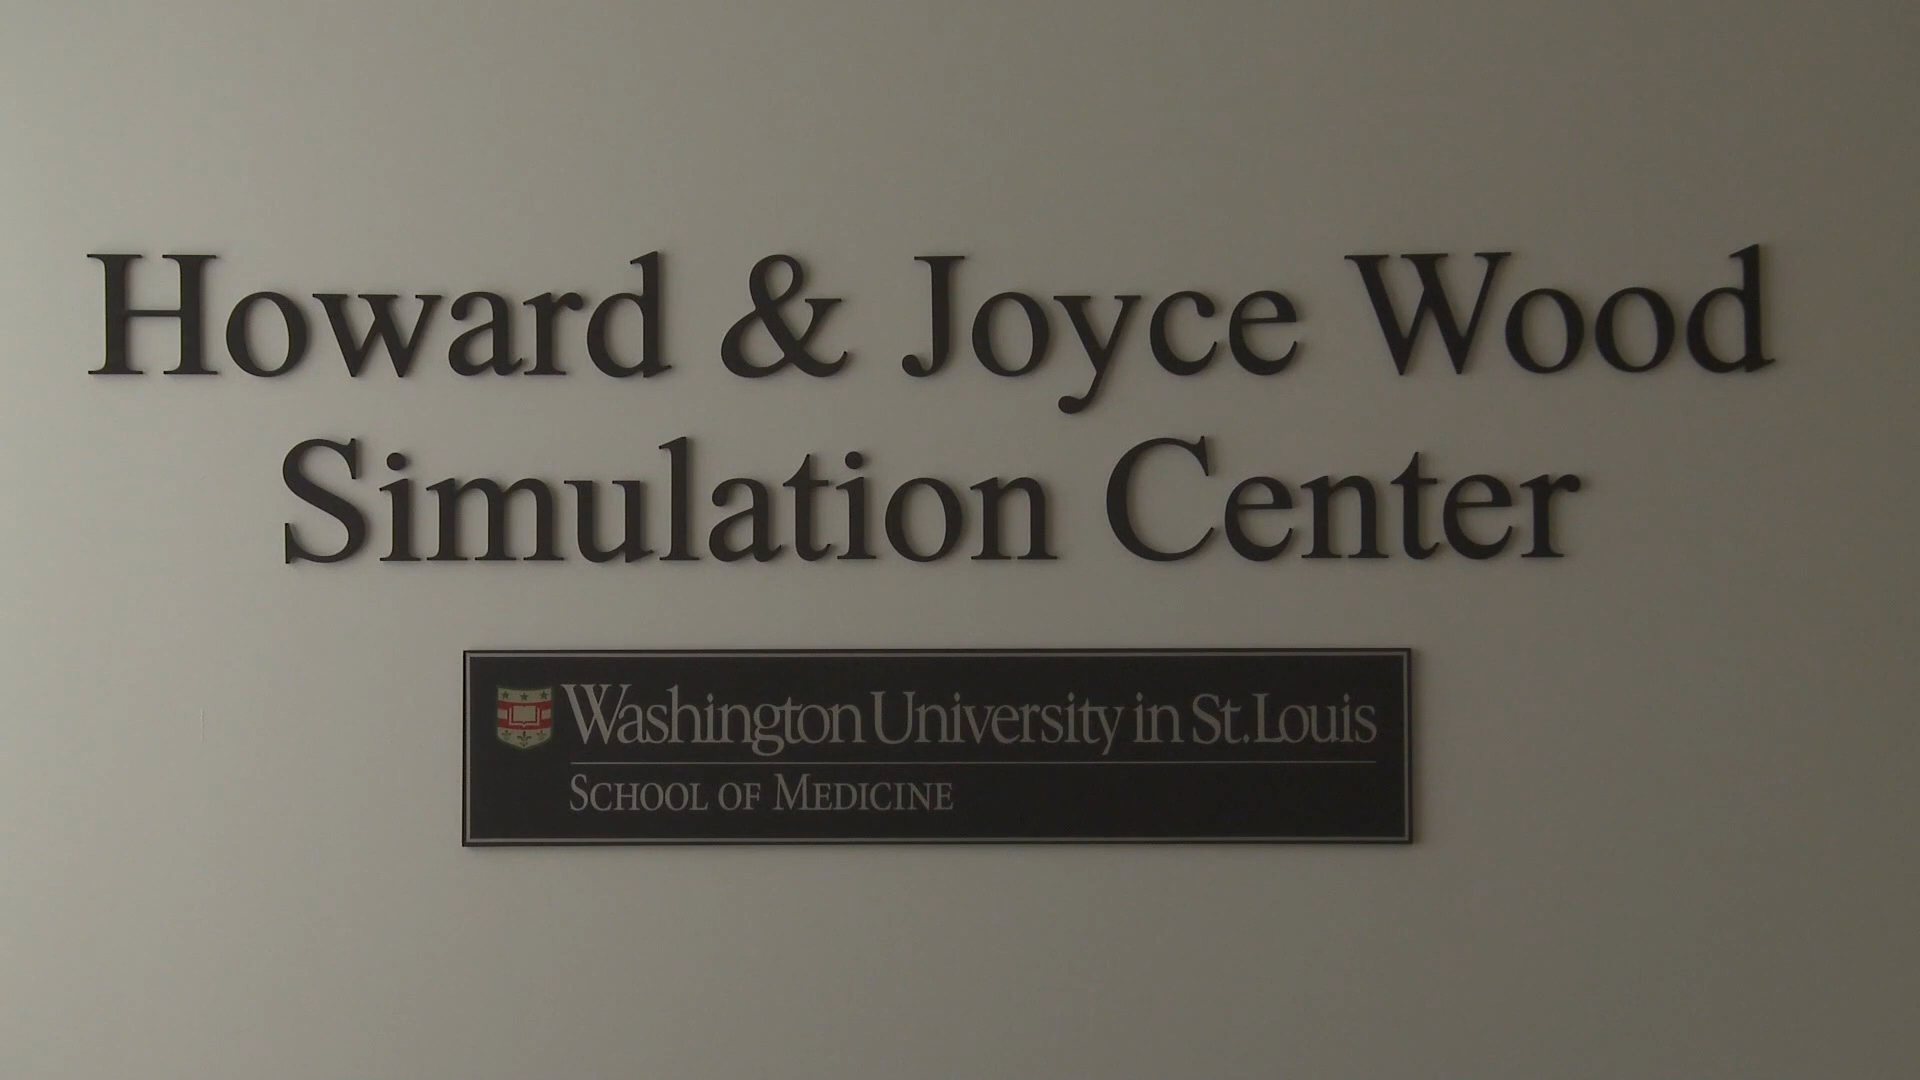 Howard & Joyce Wood
Simulation Center
Washington University in St. Louis
SCHOOL OF MEDICINE